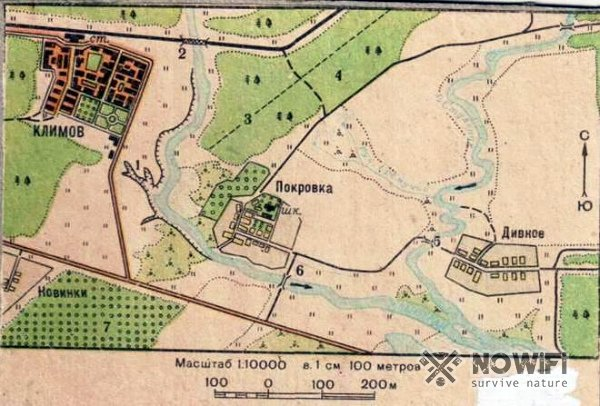 ст.
2
4
3
КЛИМОВ
1
С
Ю
Покровка
шк.
Дивное
5
6
Новинки
7
Масштаб 1:10000 в 1 см 100 метров
100 0 100 200 м
NOWIFI
survive nature